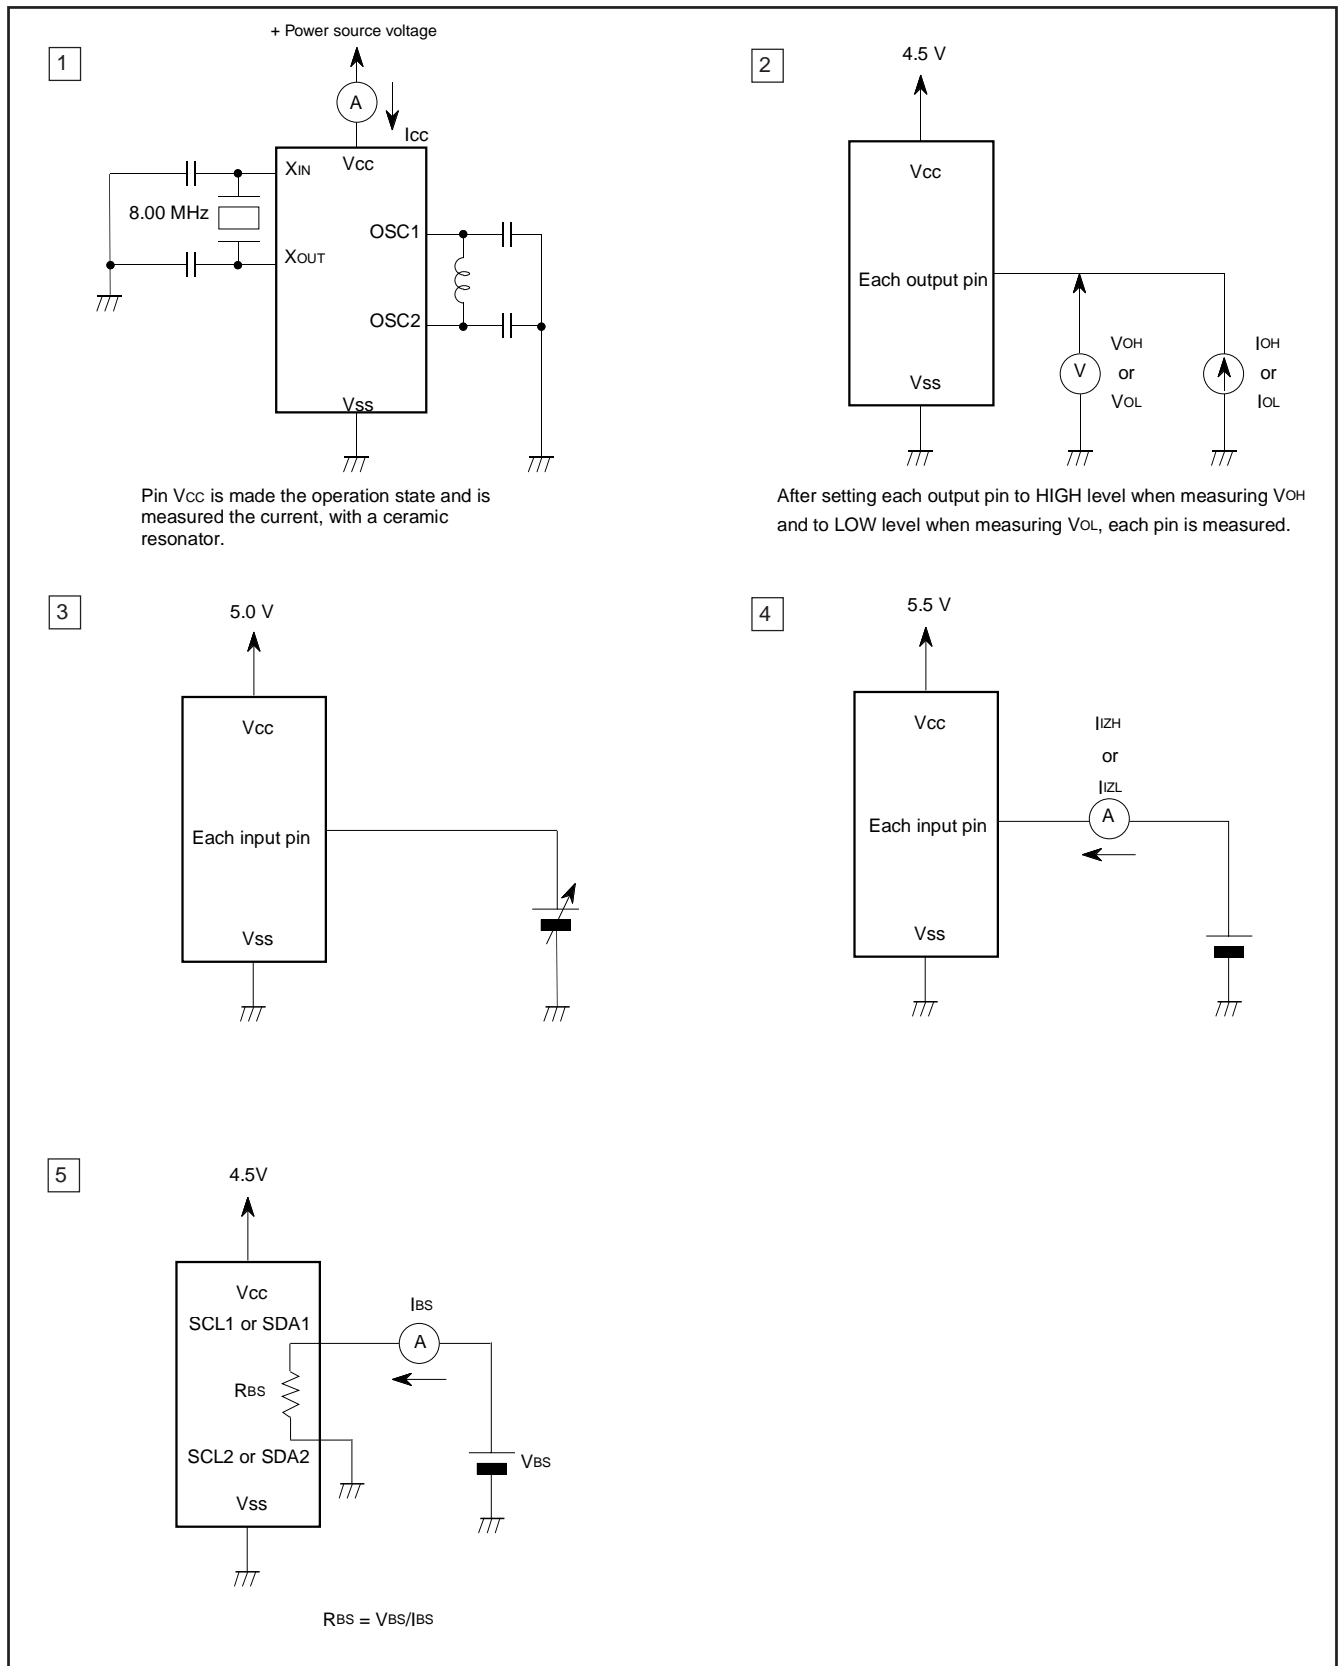 1
+ Power source voltage
A
Icc
XIN
Vcc
8.00 MHz
OSC1
XOUT
OSC2
Vss
Pin VCC is made the operation state and is
measured the current, with a ceramic
resonator.
2
4.5 V
Vcc
Each output pin
V
VOH
or
VOL
IOH
or
IOL
Vss
After setting each output pin to HIGH level when measuring VOH
and to LOW level when measuring VOL, each pin is measured.
3
5.0 V
Vcc
Each input pin
Vss
4
5.5 V
Vcc
IIZH
or
IIZL
Each input pin
A
Vss
5
4.5V
Vcc
SCL1 or SDA1
IBS
A
RBS
SCL2 or SDA2
VBS
Vss
RBS = VBS/IBS